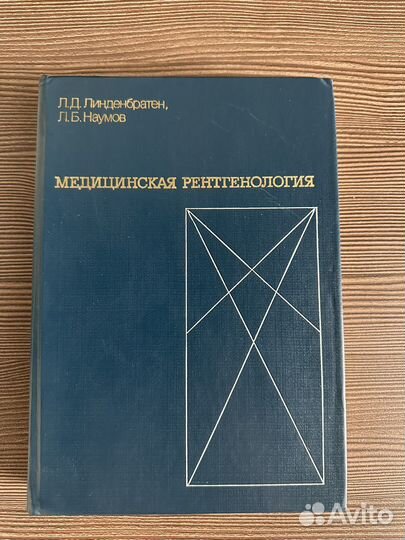 Л.Д. Линденбратен,
Л.Б. Наумов
МЕДИЦИНСКАЯ РЕНТГЕНОЛОГИЯ
Avito